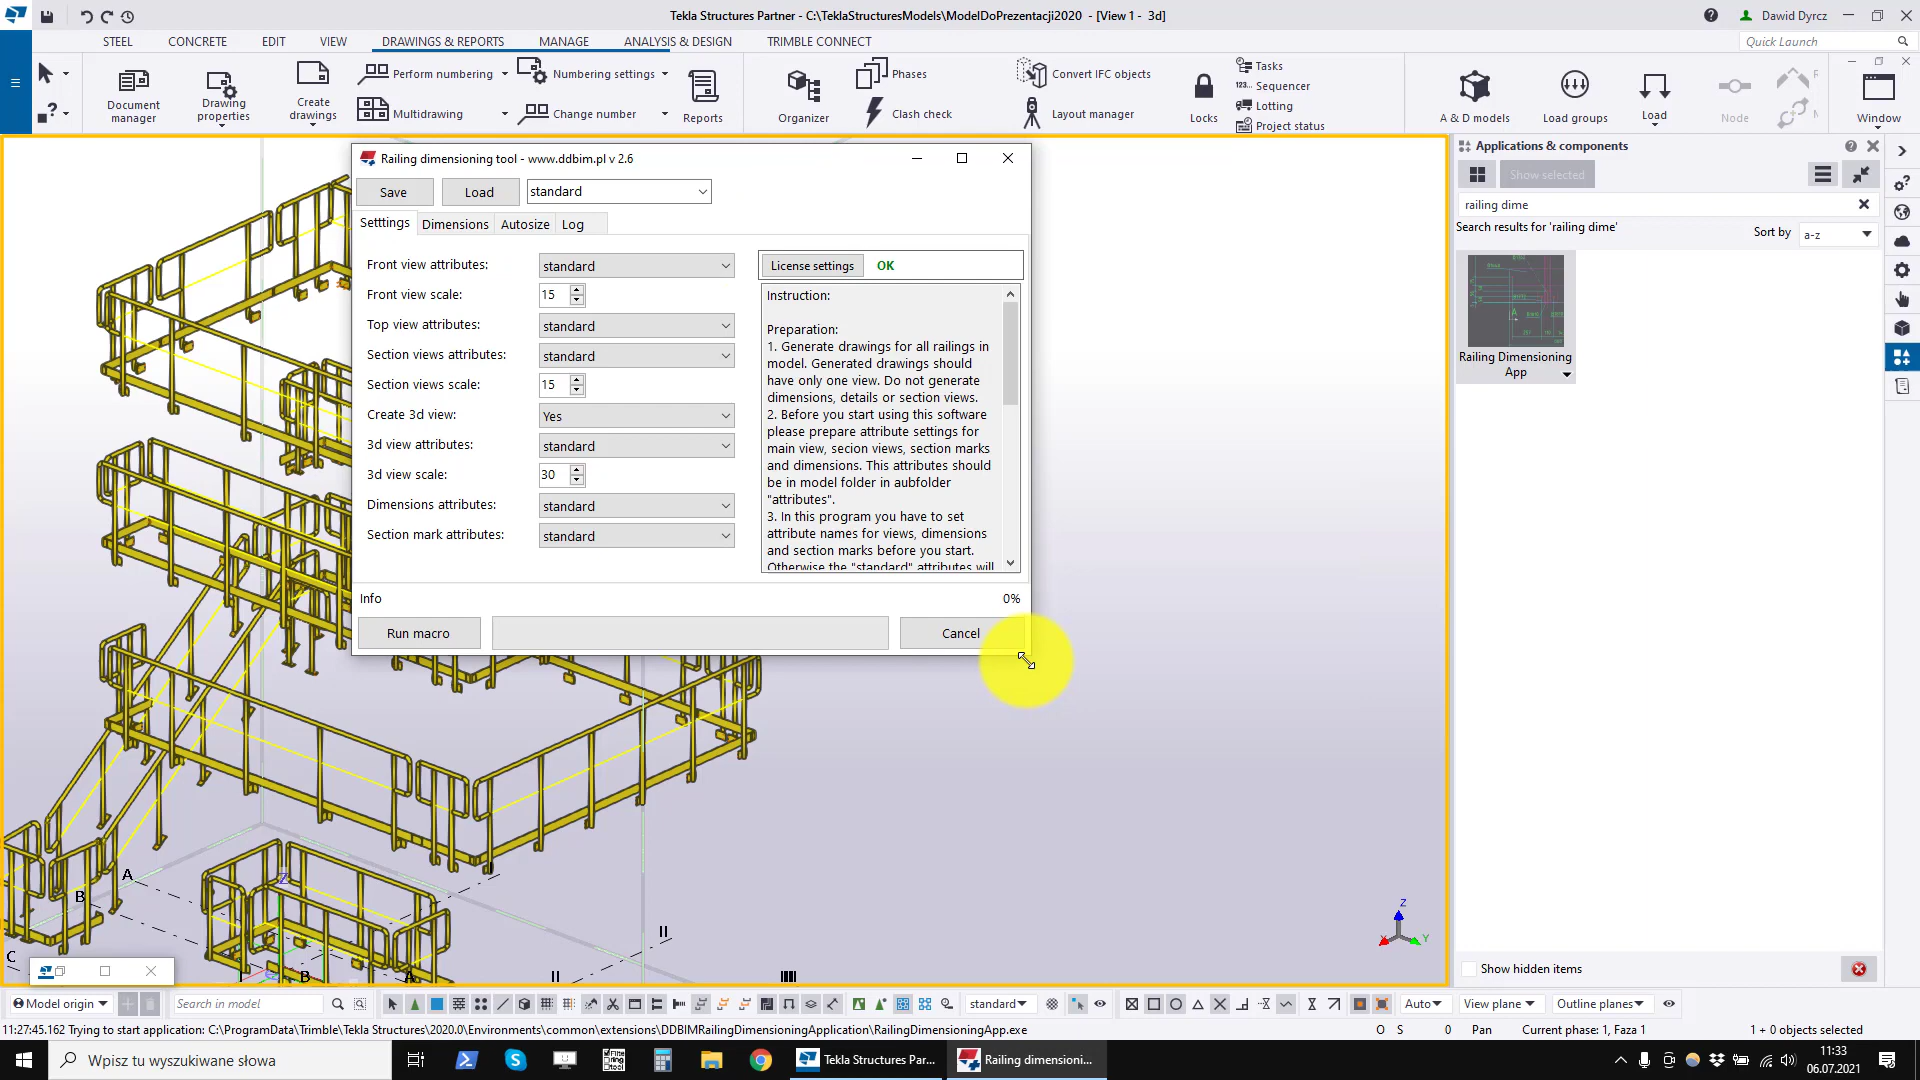 Tekla Structures Partner - C:\TeklaStructuresModels\ModelDoPrezentacji2020 - [View 1 - 3d]
Dawid Dyrcz
STEEL
CONCRETE
EDIT
VIEW
DRAWINGS & REPORTS
MANAGE
ANALYSIS & DESIGN
TRIMBLE CONNECT
Quick Launch
Document manager
Drawing properties
Create drawings
Perform numbering
Multidrawing
Numbering settings
Change number
Reports
Organizer
Phases
Clash check
Convert IFC objects
Layout manager
Locks
Tasks
Sequencer
Lotting
Project status
A & D models
Load groups
Load
Node
Window
Railing dimensioning tool - www.ddbim.pl v 2.6
Save
Load
standard
Setttings
Dimensions
Autosize
Log
Front view attributes: standard
Front view scale: 15
Top view attributes: standard
Section views attributes: standard
Section views scale: 15
Create 3d view: Yes
3d view attributes: standard
3d view scale: 30
Dimensions attributes: standard
Section mark attributes: standard
License settings
OK
Instruction:
Preparation:
1. Generate drawings for all railings in
model. Generated drawings should
have only one view. Do not generate
dimensions, details or section views.
2. Before you start using this software
please prepare attribute settings for
main view, secion views, section marks
and dimensions. This attributes should
be in model folder in aubfolder
"attributes".
3. In this program you have to set
attribute names for views, dimensions
and section marks before you start.
Otherwise the "standard" attributes will
Info
0%
Run macro
Cancel
Applications & components
Show selected
railing dime
Search results for 'railing dime'
Sort by
a-z
Railing Dimensioning
App
Show hidden items
A
B
C
Z
I
B
A
II
II
Z
X
Y
Model origin
Search in model
standard
Auto
View plane
Outline planes
11:27:45.162 Trying to start application: C:\ProgramData\Trimble\Tekla Structures\2020.0\Environments\common\extensions\DDBIMRailingDimensioningApplication\RailingDimensioningApp.exe
O
S
0
Pan
Current phase: 1, Faza 1
1 + 0 objects selected
Wpisz tu wyszukiwane słowa
Tekla Structures Par...
Railing dimensioni...
11:33
06.07.2021